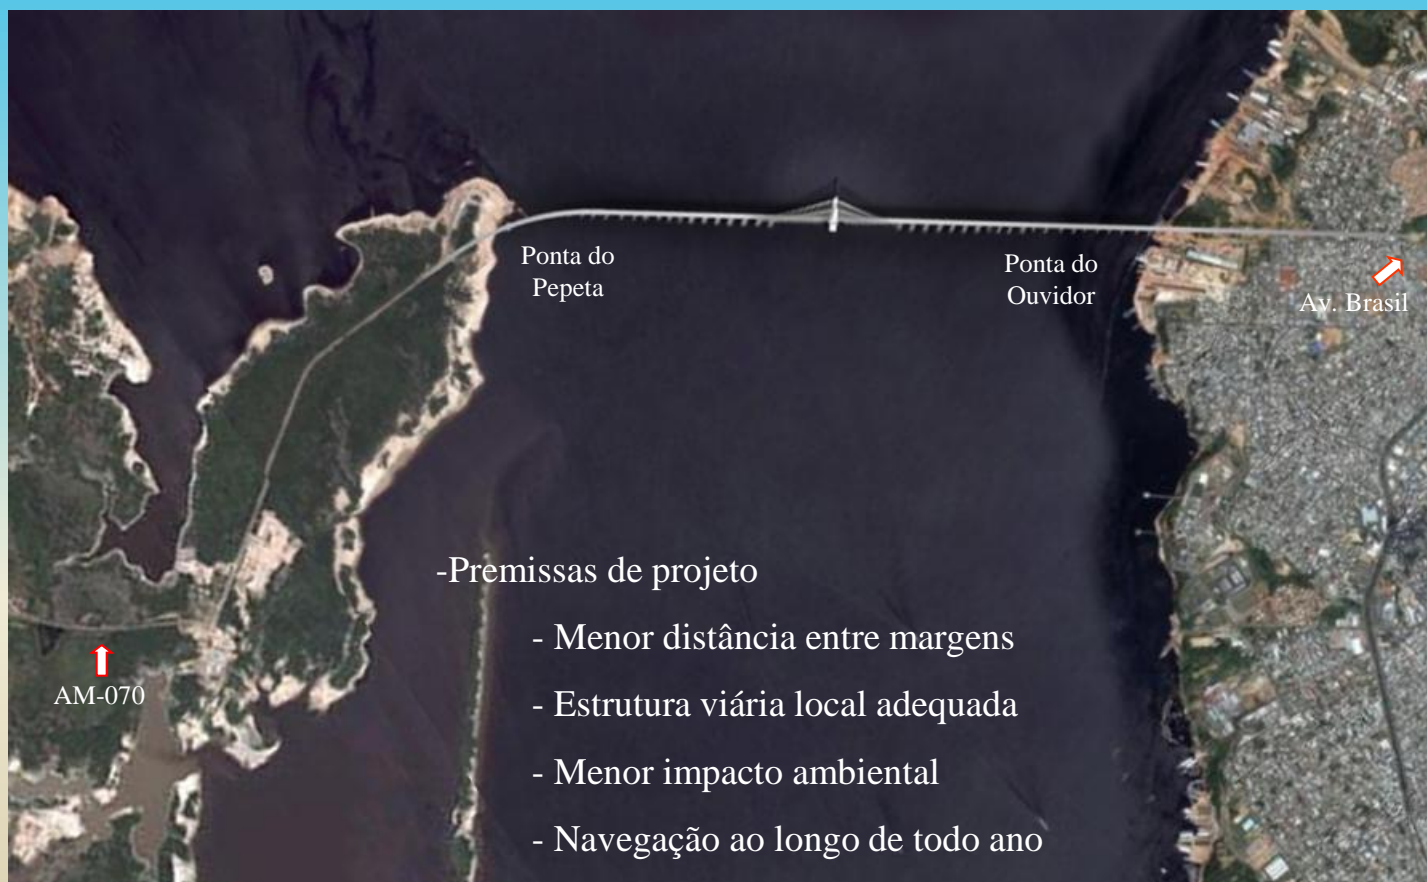 Ponta do
Pepeta
Ponta do
Ouvidor
Av. Brasil
-Premissas de projeto
- Menor distância entre margens
- Estrutura viária local adequada
AM-070
- Menor impacto ambiental
- Navegação ao longo de todo ano